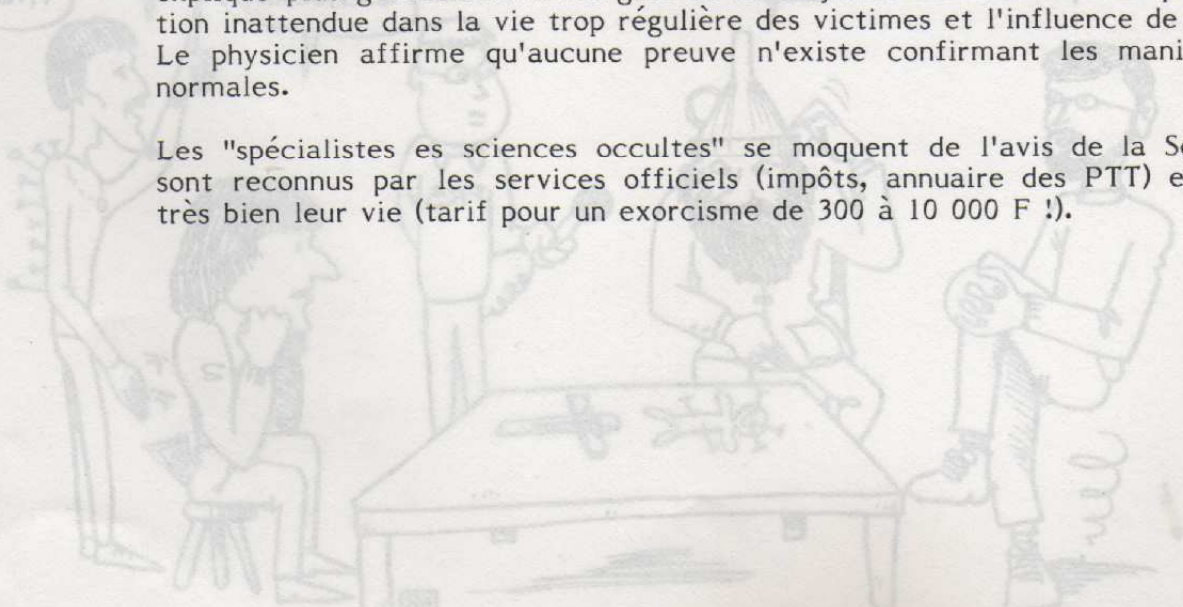 tion inattendue dans la vie trop régulière des victimes et l'influence de
Le physicien affirme qu'aucune preuve n'existe confirmant les mani
normales.
Les "spécialistes es sciences occultes" se moquent de l'avis de la S
sont reconnus par les services officiels (impôts, annuaire des PTT) e
très bien leur vie (tarif pour un exorcisme de 300 à 10 000 F !).